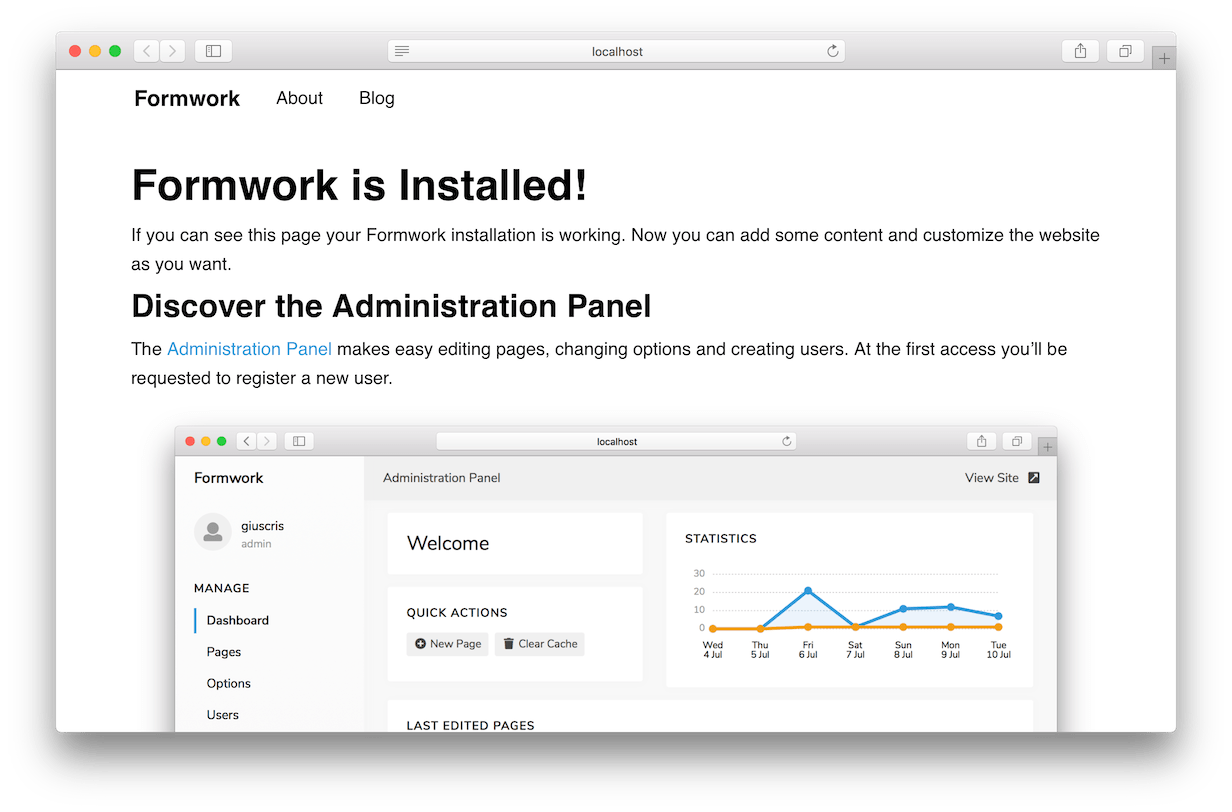 localhost
Formwork About Blog
Formwork is Installed!
If you can see this page your Formwork installation is working. Now you can add some content and customize the website
as you want.
Discover the Administration Panel
The Administration Panel makes easy editing pages, changing options and creating users. At the first access you’ll be
requested to register a new user.
localhost
Formwork
Administration Panel
View Site
giuscris
admin
MANAGE
Dashboard
Pages
Options
Users
Welcome
QUICK ACTIONS
New Page Clear Cache
STATISTICS
30
20
10
0
Wed Thu Fri Sat Sun Mon Tue
4 Jul 5 Jul 6 Jul 7 Jul 8 Jul 9 Jul 10 Jul
LAST EDITED PAGES